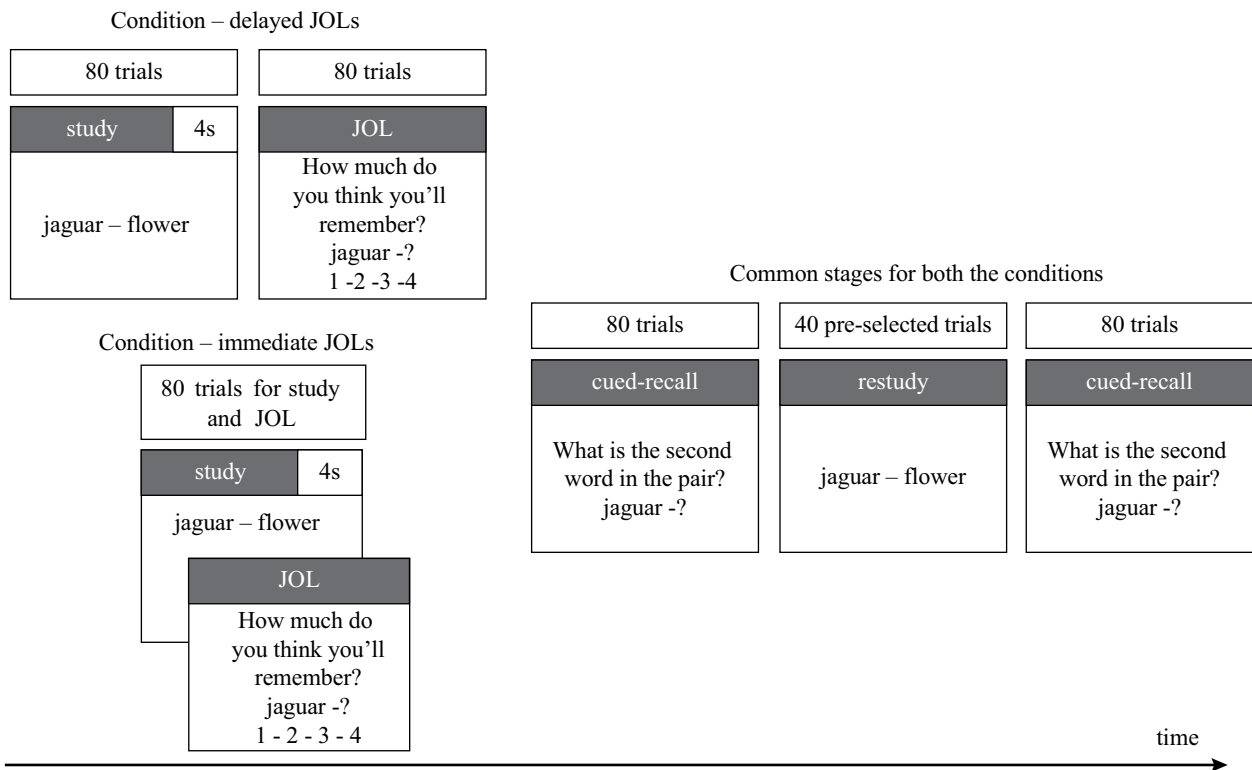 Condition – delayed JOLs
80 trials
80 trials
study
4s
JOL
jaguar – flower
How much do
you think you’ll
remember?
jaguar -?
1 -2 -3 -4
Condition – immediate JOLs
80 trials for study
and JOL
study
4s
jaguar – flower
JOL
How much do
you think you’ll
remember?
jaguar -?
1 - 2 - 3 - 4
Common stages for both the conditions
80 trials
40 pre-selected trials
80 trials
cued-recall
restudy
cued-recall
What is the second
word in the pair?
jaguar -?
jaguar – flower
What is the second
word in the pair?
jaguar -?
time